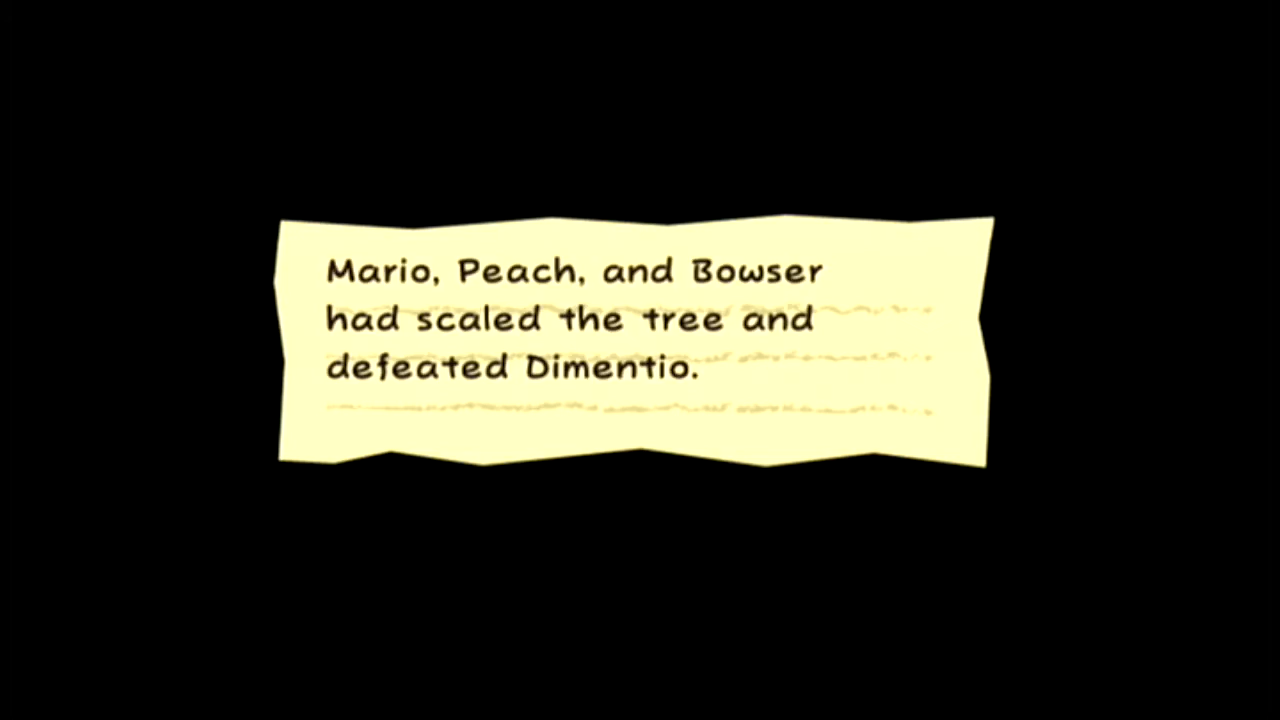 Mario, Peach, and Bowser
had scaled the tree and
defeated Dimentio.